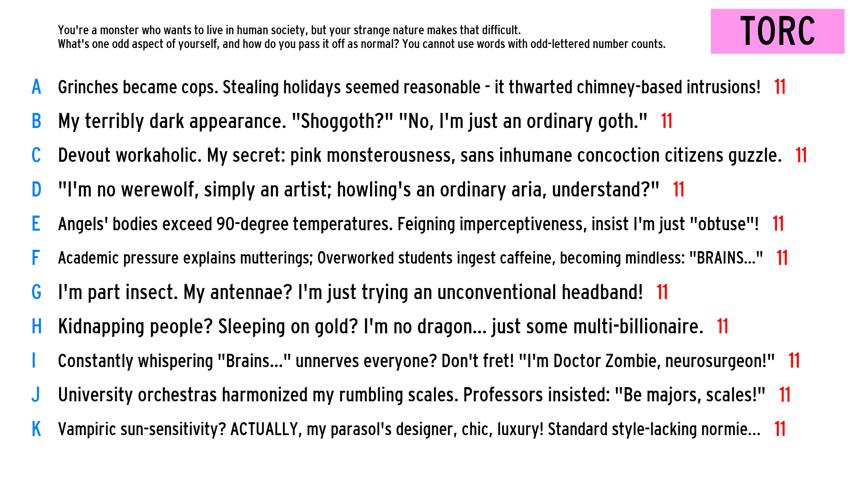 You're a monster who wants to live in human society, but your strange nature makes that difficult.
What's one odd aspect of yourself, and how do you pass it off as normal? You cannot use words with odd-lettered number counts.
TORC
A Grinches became cops. Stealing holidays seemed reasonable - it thwarted chimney-based intrusions! 11
B My terribly dark appearance. "Shoggoth?" "No, I'm just an ordinary goth." 11
C Devout workaholic. My secret: pink monsterousness, sans inhumane concoction citizens guzzle. 11
D "I'm no werewolf, simply an artist; howling's an ordinary aria, understand?" 11
E Angels' bodies exceed 90-degree temperatures. Feigning imperceptiveness, insist I'm just "obtuse"! 11
F Academic pressure explains mutterings; Overworked students ingest caffeine, becoming mindless: "BRAINS..." 11
G I'm part insect. My antennae? I'm just trying an unconventional headband! 11
H Kidnapping people? Sleeping on gold? I'm no dragon... just some multi-billionaire. 11
I Constantly whispering "Brains..." unnerves everyone? Don't fret! "I'm Doctor Zombie, neurosurgeon!" 11
J University orchestras harmonized my rumbling scales. Professors insisted: "Be majors, scales!" 11
K Vampiric sun-sensitivity? ACTUALLY, my parasol's designer, chic, luxury! Standard style-lacking normie... 11